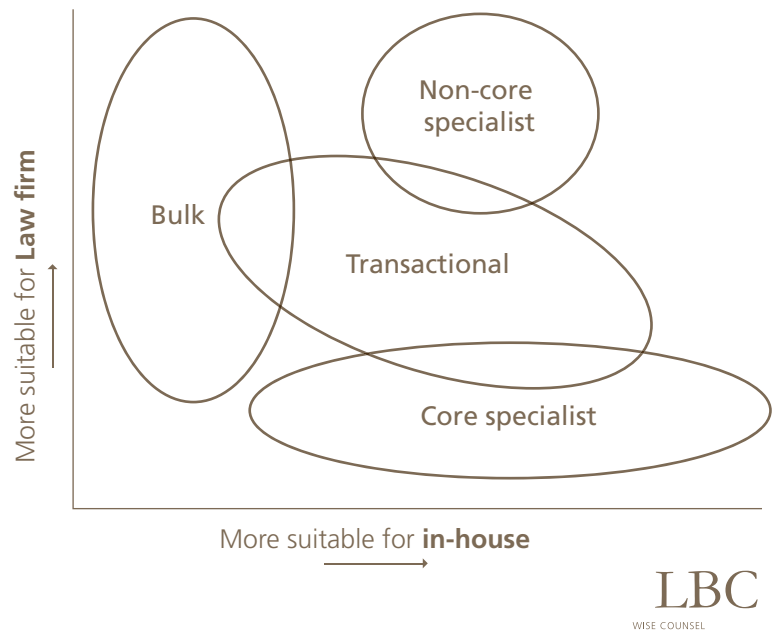 Non-core
specialist
Bulk
Transactional
Core specialist
More suitable for Law firm
More suitable for in-house
LBC
WISE COUNSEL